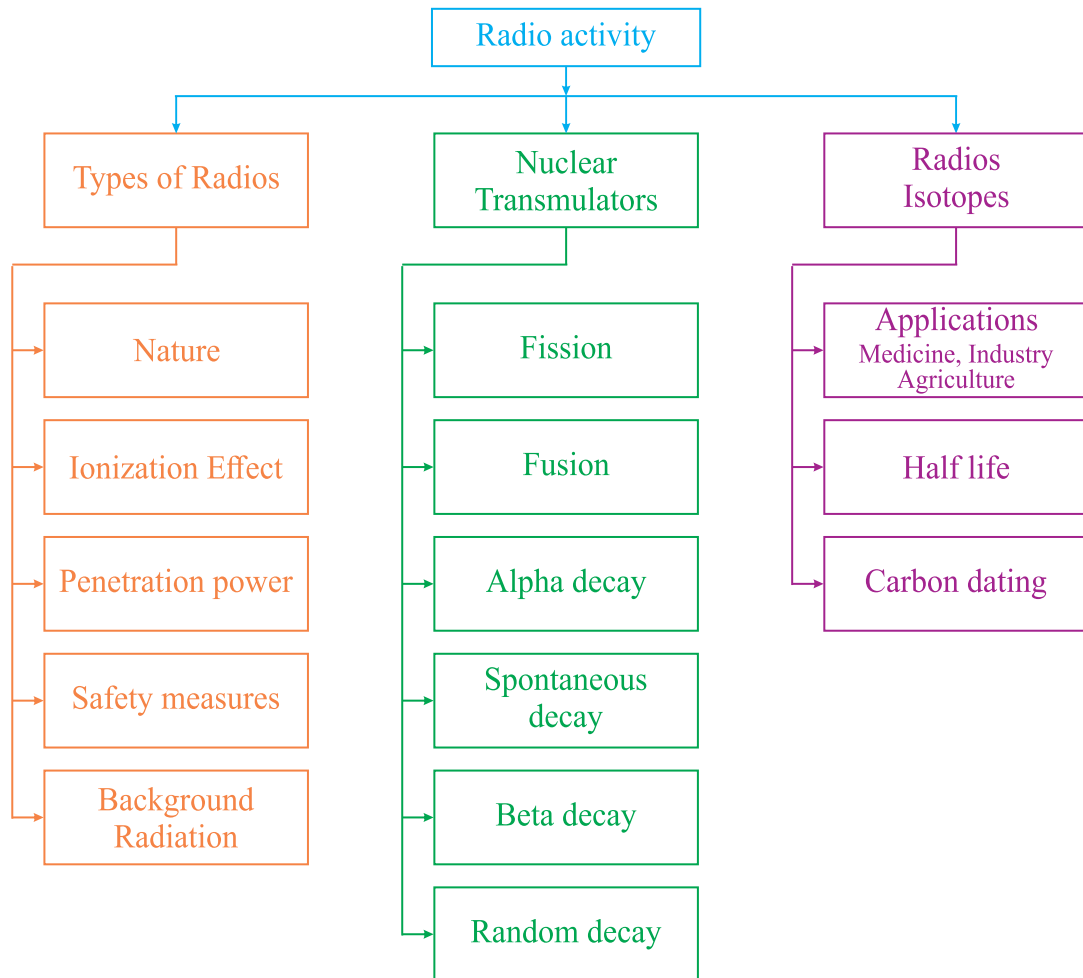 Radio activity
Types of Radios
Nature
Ionization Effect
Penetration power
Safety measures
Background
Radiation
Nuclear
Transmulators
Fission
Fusion
Alpha decay
Spontaneous
decay
Beta decay
Random decay
Radios
Isotopes
Applications
Medicine, Industry
Agriculture
Half life
Carbon dating